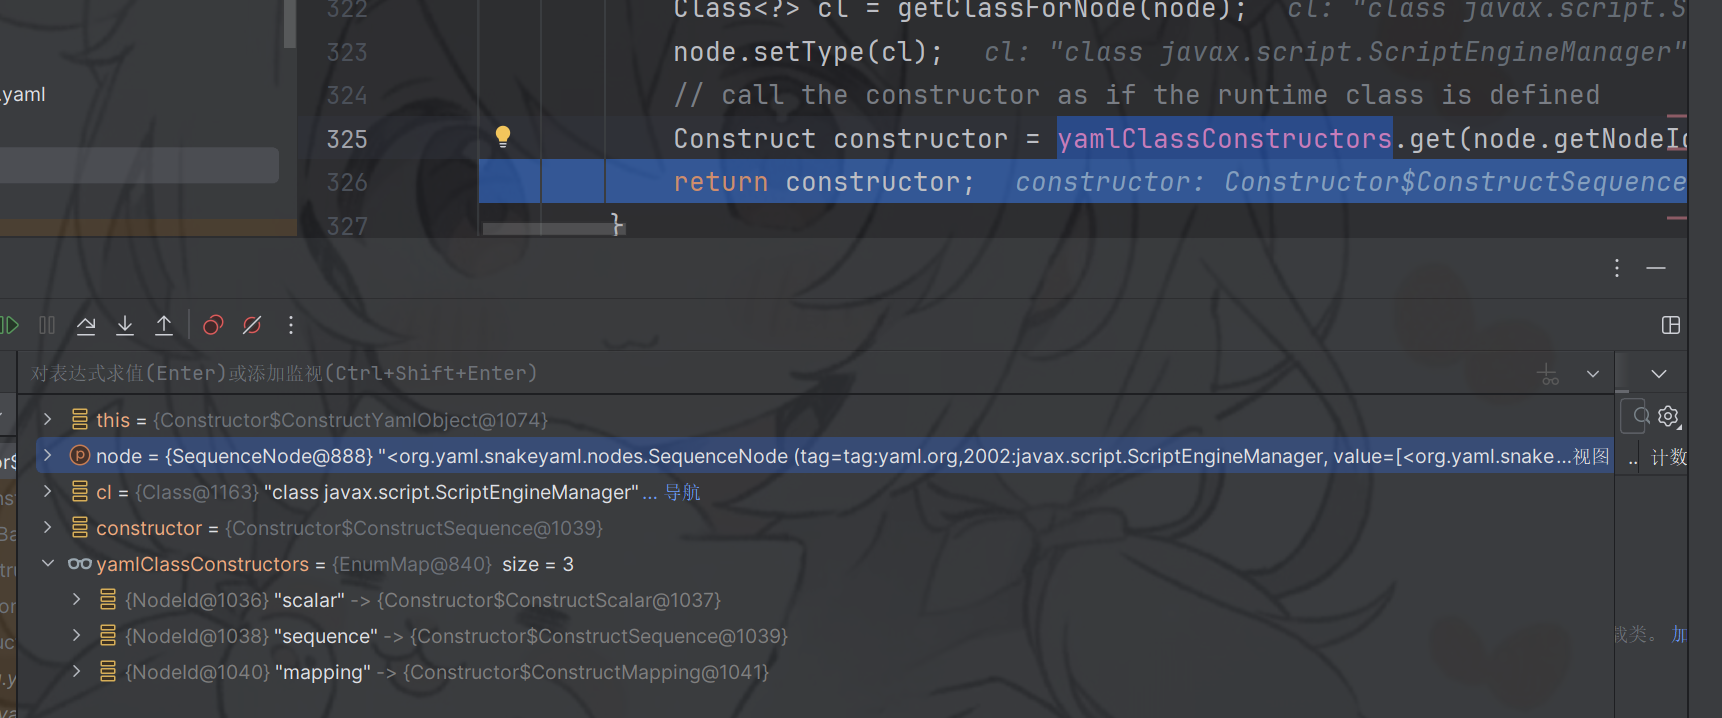 322 Class<?> cl = getClassForNode(node); cl: "class javax.script.S
323 node.setType(cl); cl: "class javax.script.ScriptEngineManager"
.yaml
324 // call the constructor as if the runtime class is defined
325 Construct constructor = yamlClassConstructors.get(node.getNodeId
326 return constructor; constructor: Constructor$ConstructSequence
327 }
对表达式求值(Enter)或添加监视(Ctrl+Shift+Enter)
this = {Constructor$ConstructYamlObject@1074}
node = {SequenceNode@888} "<org.yaml.snakeyaml.nodes.SequenceNode (tag=tag:yaml.org,2002:javax.script.ScriptEngineManager, value=[<org.yaml.snake...视图
.. 计数
cl = {Class@1163} "class javax.script.ScriptEngineManager" ... 导航
constructor = {Constructor$ConstructSequence@1039}
yamlClassConstructors = {EnumMap@840} size = 3
{NodeId@1036} "scalar" -> {Constructor$ConstructScalar@1037}
{NodeId@1038} "sequence" -> {Constructor$ConstructSequence@1039}
载类。 加
{NodeId@1040} "mapping" -> {Constructor$ConstructMapping@1041}